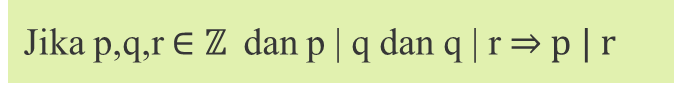 Jika p,q,r ∈ ℤ dan p | q dan q | r ⇒ p | r